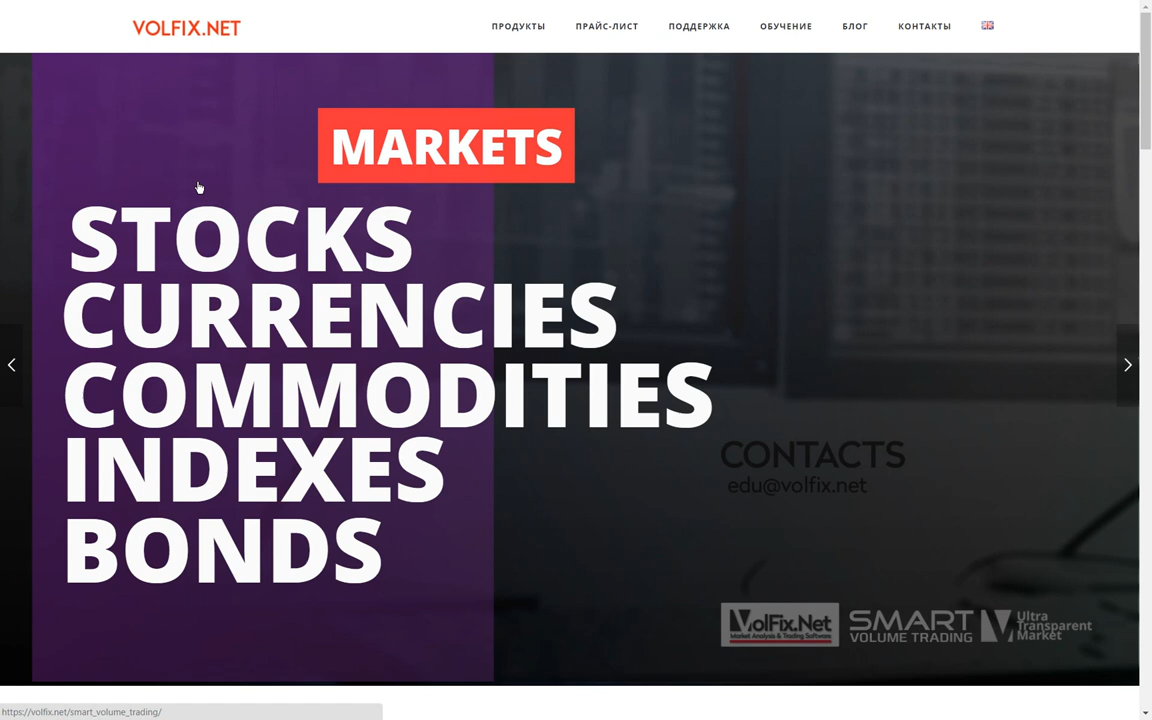 VOLFIX.NET
ПРОДУКТЫ ПРАЙС-ЛИСТ ПОДДЕРЖКА ОБУЧЕНИЕ БЛОГ КОНТАКТЫ
MARKETS
STOCKS
CURRENCIES
COMMODITIES
INDEXES
BONDS
CONTACTS
edu@volfix.net
VolFix.Net
Market Analysis & Trading Software
SMART
VOLUME TRADING
Ultra
Transparent
Market
https://volfix.net/smart_volume_trading/